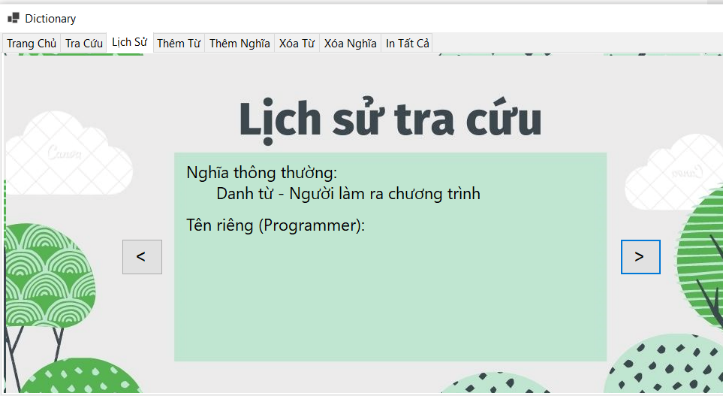 Dictionary
Trang Chủ Tra Cứu Lịch Sử Thêm Từ Thêm Nghĩa Xóa Từ Xóa Nghĩa In Tất Cả
Lịch sử tra cứu
Canva
Canva
Nghĩa thông thường:
Danh từ - Người làm ra chương trình
Tên riêng (Programmer):
< >